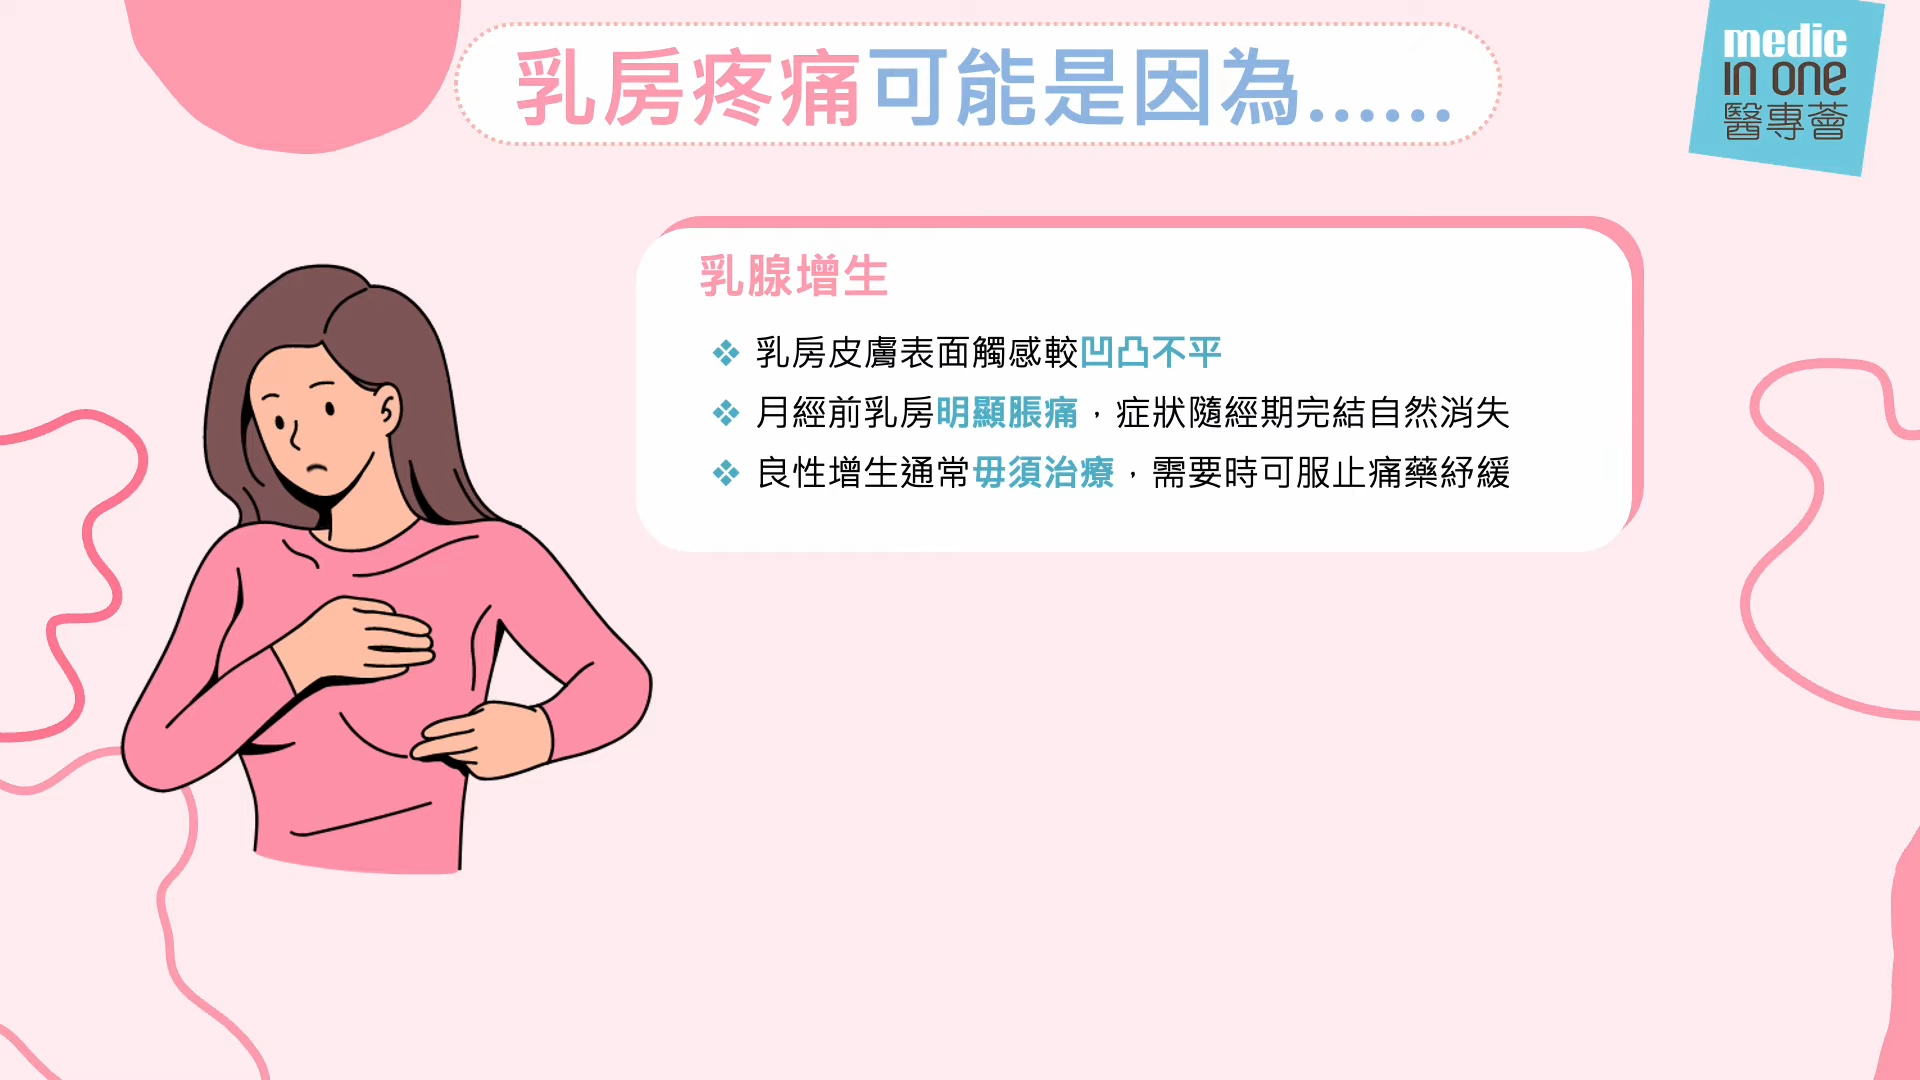 乳房疼痛可能是因為......
medic
IN ONE
醫專薈
乳腺增生
❖ 乳房皮膚表面觸感較凹凸不平
❖ 月經前乳房明顯脹痛，症狀隨經期完結自然消失
❖ 良性增生通常毋須治療，需要時可服止痛藥紓緩